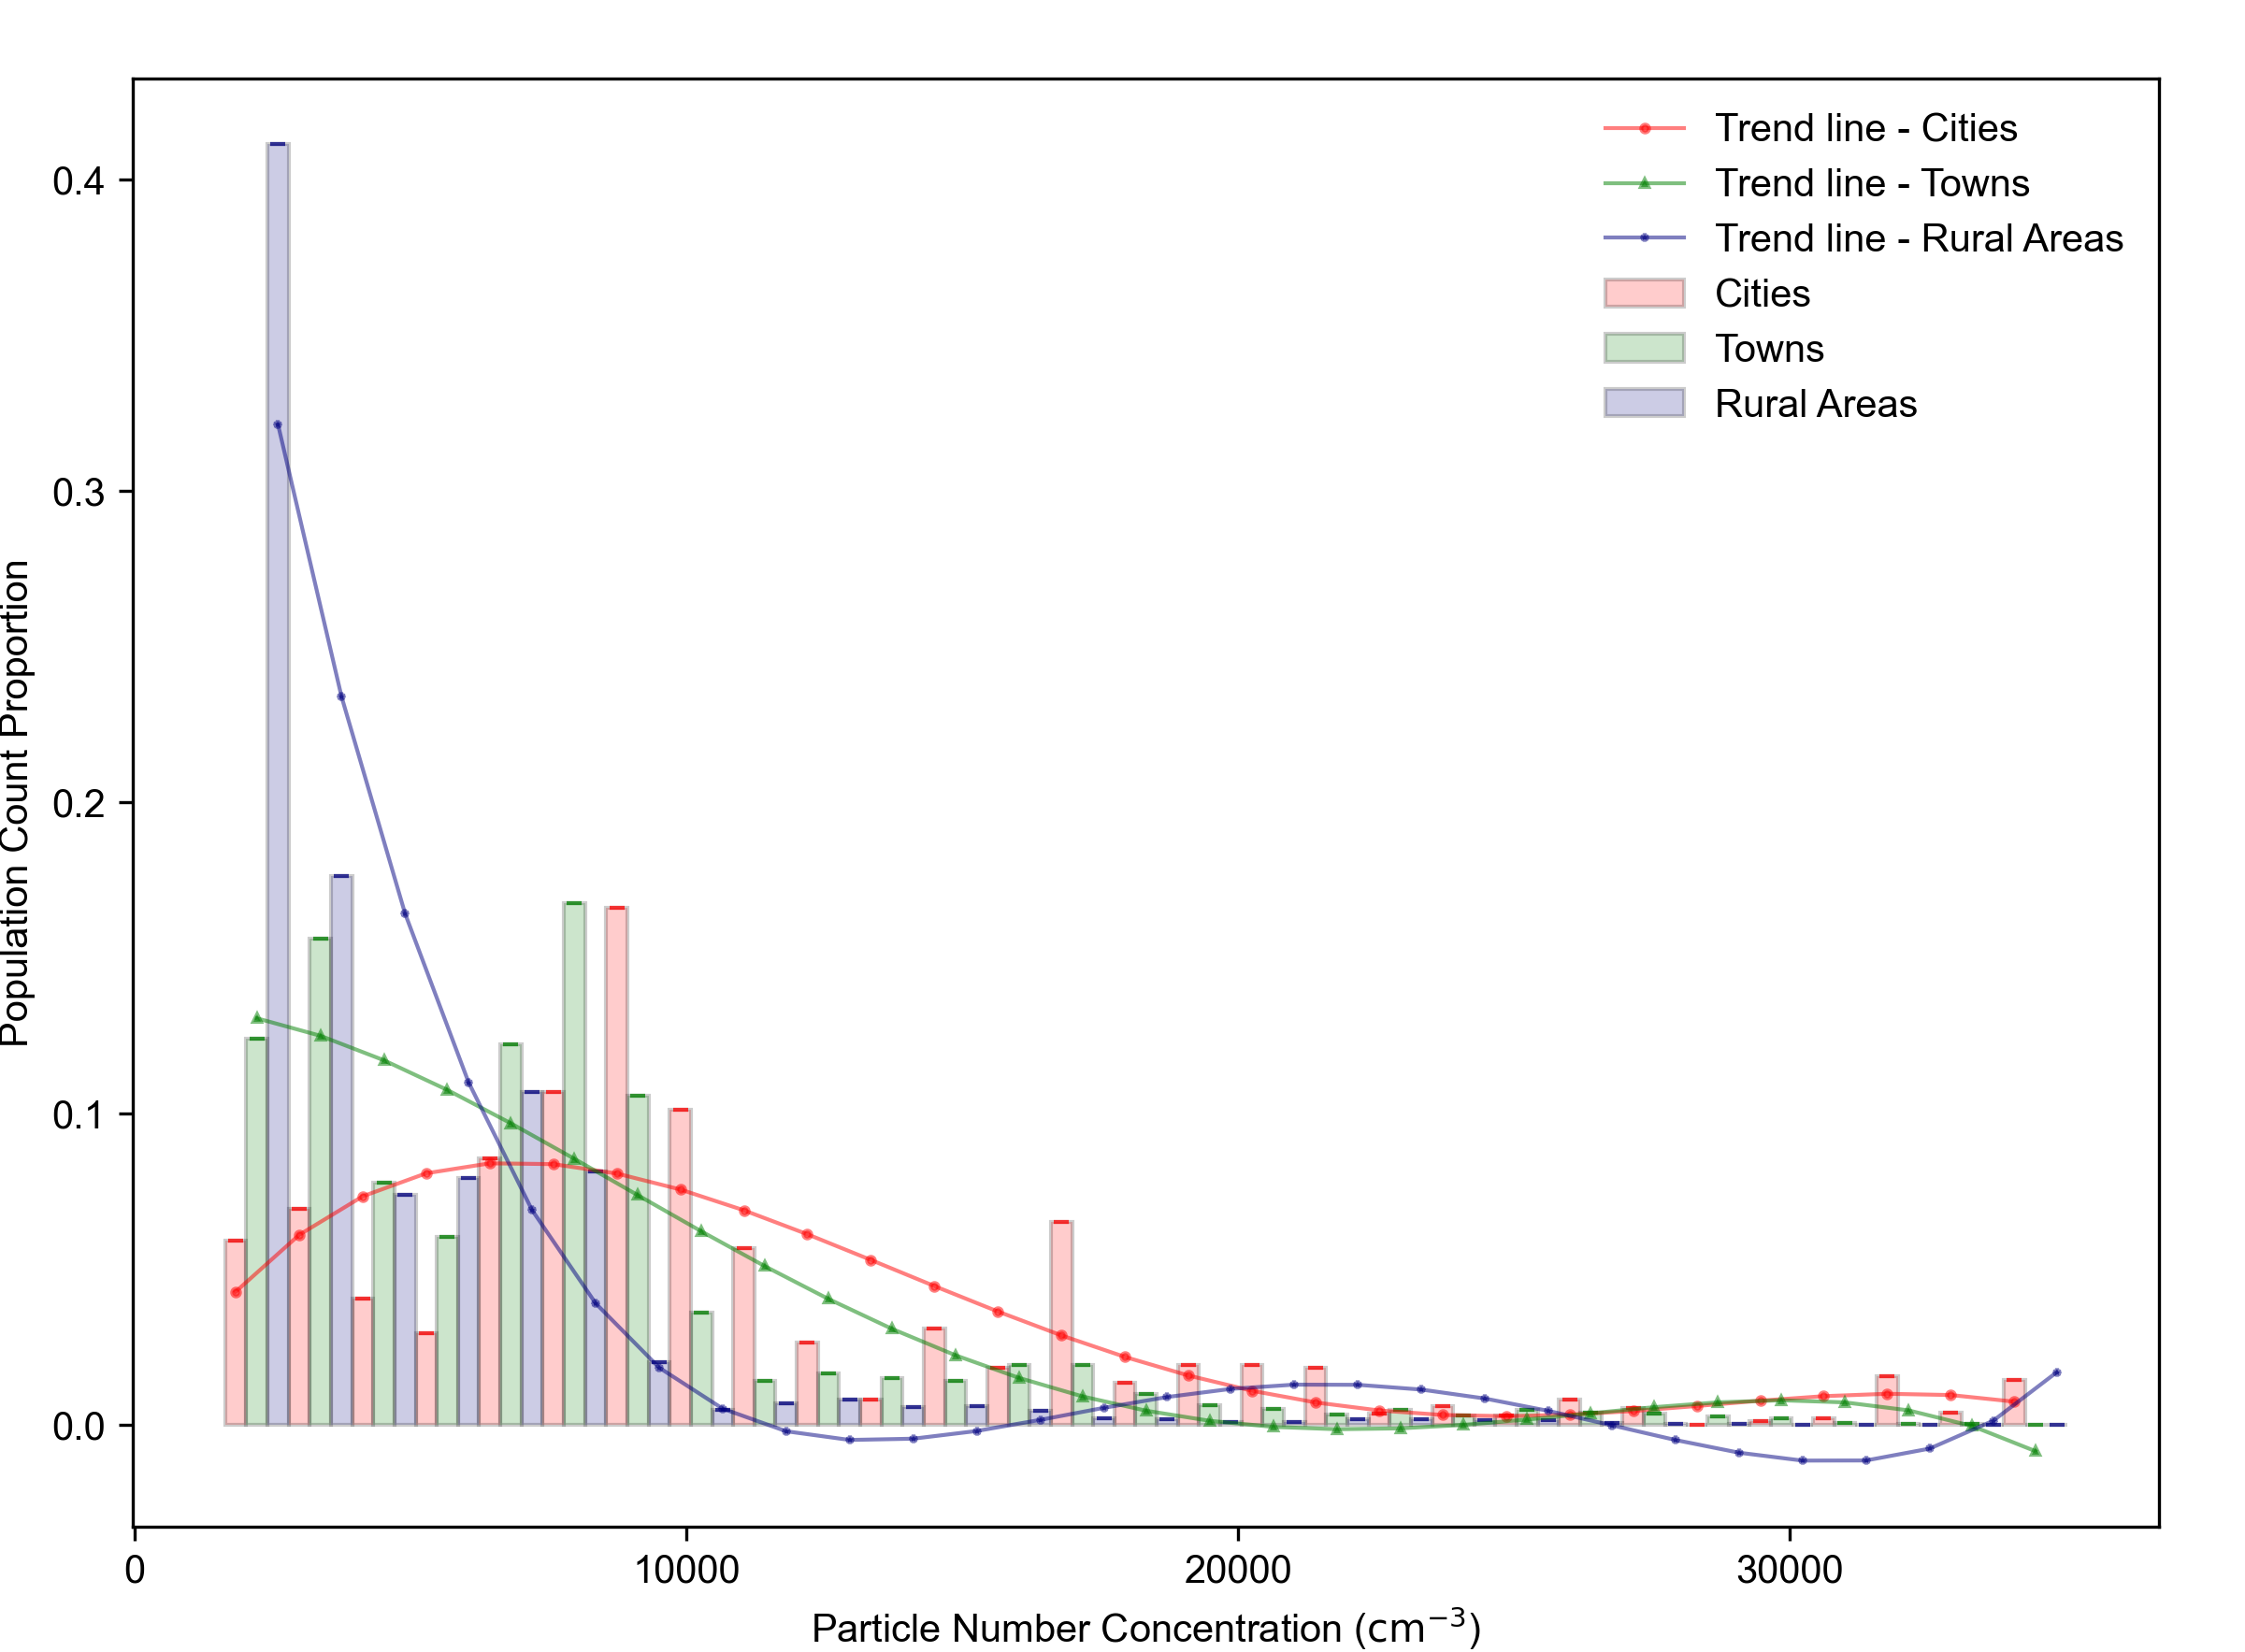 Trend line - Cities
Trend line - Towns
Trend line - Rural Areas
Cities
Towns
Rural Areas
Population Count Proportion
0.4
0.3
0.2
0.1
0.0
0
10000
20000
30000
Particle Number Concentration (cm⁻³)